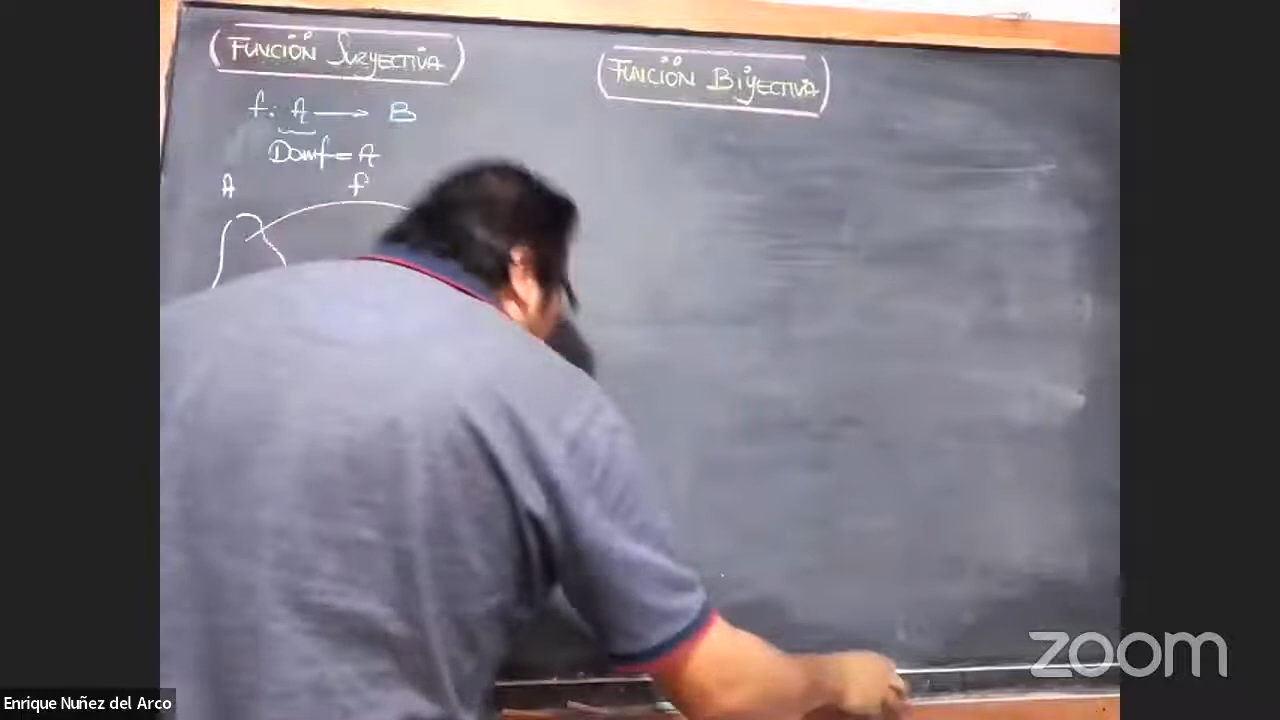 FUNCIÓN SURYECTIVA
f: A → B
Domf = A
A f
FUNCIÓN BIYECTIVA
zoom
Enrique Nuñez del Arco